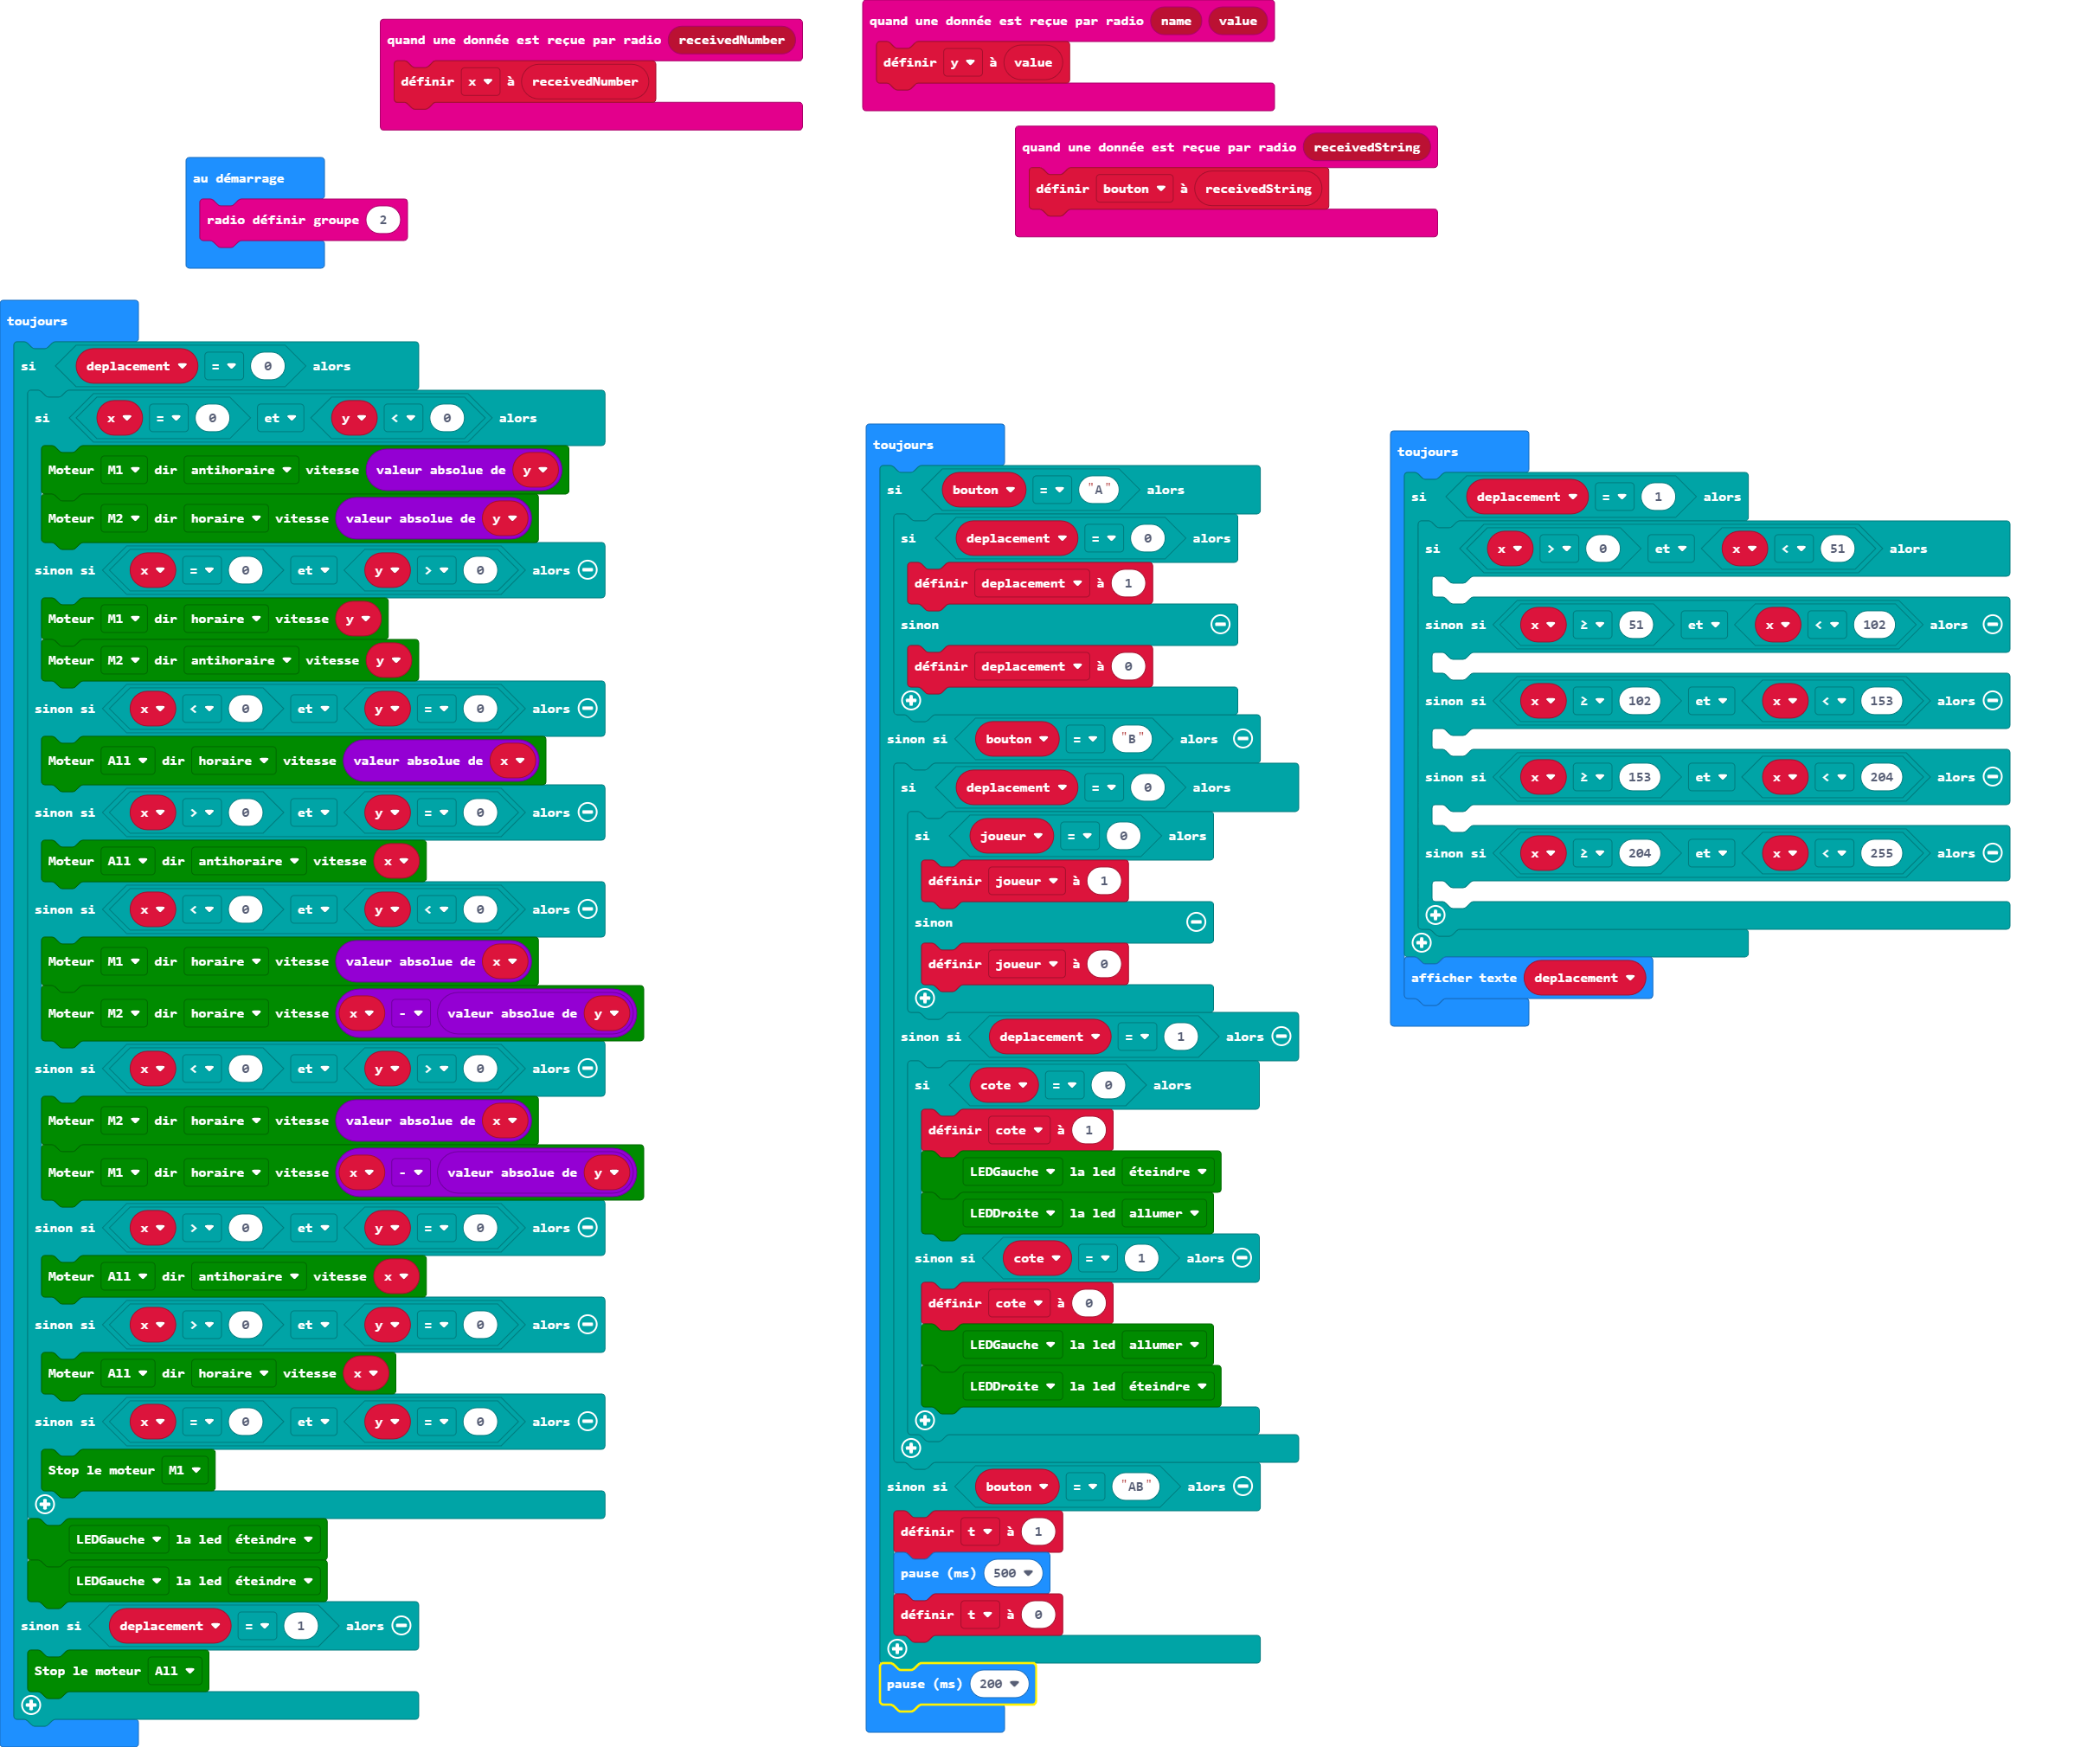 quand une donnée est reçue par radio receivedNumber
définir x à receivedNumber
quand une donnée est reçue par radio name value
définir y à value
quand une donnée est reçue par radio receivedString
définir bouton à receivedString
au démarrage
radio définir groupe 2
toujours
si deplacement = 0 alors
si x = 0 et y < 0 alors
Moteur M1 dir antihoraire vitesse valeur absolue de y
Moteur M2 dir horaire vitesse valeur absolue de y
sinon si x = 0 et y > 0 alors
Moteur M1 dir horaire vitesse y
Moteur M2 dir antihoraire vitesse y
sinon si x < 0 et y = 0 alors
Moteur All dir horaire vitesse valeur absolue de x
sinon si x > 0 et y = 0 alors
Moteur All dir antihoraire vitesse x
sinon si x < 0 et y < 0 alors
Moteur M1 dir horaire vitesse valeur absolue de x
Moteur M2 dir horaire vitesse x - valeur absolue de y
sinon si x < 0 et y > 0 alors
Moteur M2 dir horaire vitesse valeur absolue de x
Moteur M1 dir horaire vitesse x - valeur absolue de y
sinon si x > 0 et y = 0 alors
Moteur All dir antihoraire vitesse x
sinon si x > 0 et y = 0 alors
Moteur All dir horaire vitesse x
sinon si x = 0 et y = 0 alors
Stop le moteur M1
LEDGauche la led éteindre
LEDGauche la led éteindre
sinon si deplacement = 1 alors
Stop le moteur All
toujours
si bouton = "A" alors
si deplacement = 0 alors
définir deplacement à 1
sinon
définir deplacement à 0
sinon si bouton = "B" alors
si deplacement = 0 alors
si joueur = 0 alors
définir joueur à 1
sinon
définir joueur à 0
sinon si deplacement = 1 alors
si cote = 0 alors
définir cote à 1
LEDGauche la led éteindre
LEDDroite la led allumer
sinon si cote = 1 alors
définir cote à 0
LEDGauche la led allumer
LEDDroite la led éteindre
sinon si bouton = "AB" alors
définir t à 1
pause (ms) 500
définir t à 0
pause (ms) 200
toujours
si deplacement = 1 alors
si x > 0 et x < 51 alors
sinon si x ≥ 51 et x < 102 alors
sinon si x ≥ 102 et x < 153 alors
sinon si x ≥ 153 et x < 204 alors
sinon si x ≥ 204 et x < 255 alors
afficher texte deplacement